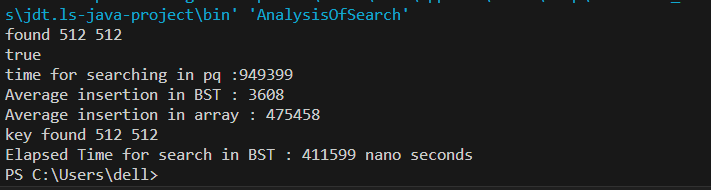 s\jdt.ls-java-project\bin' 'AnalysisOfSearch'
found 512 512
true
time for searching in pq :949399
Average insertion in BST : 3608
Average insertion in array : 475458
key found 512 512
Elapsed Time for search in BST : 411599 nano seconds
PS C:\Users\dell>